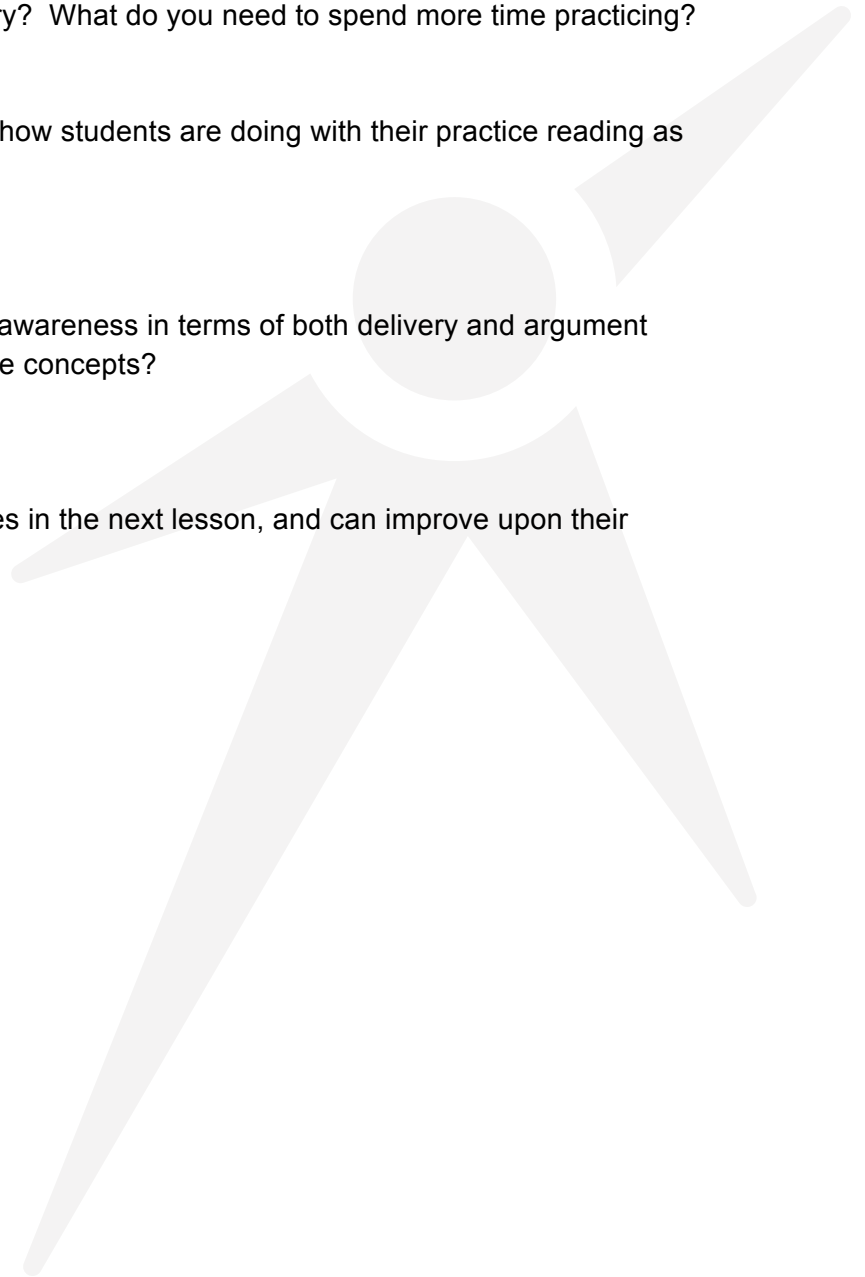 ry?  What do you need to spend more time practicing?
how students are doing with their practice reading as
awareness in terms of both delivery and argument
e concepts?
es in the next lesson, and can improve upon their